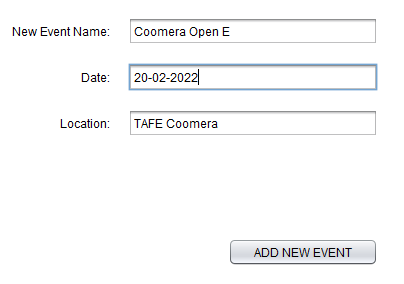 New Event Name: Coomera Open E
Date: 20-02-2022
Location: TAFE Coomera
ADD NEW EVENT